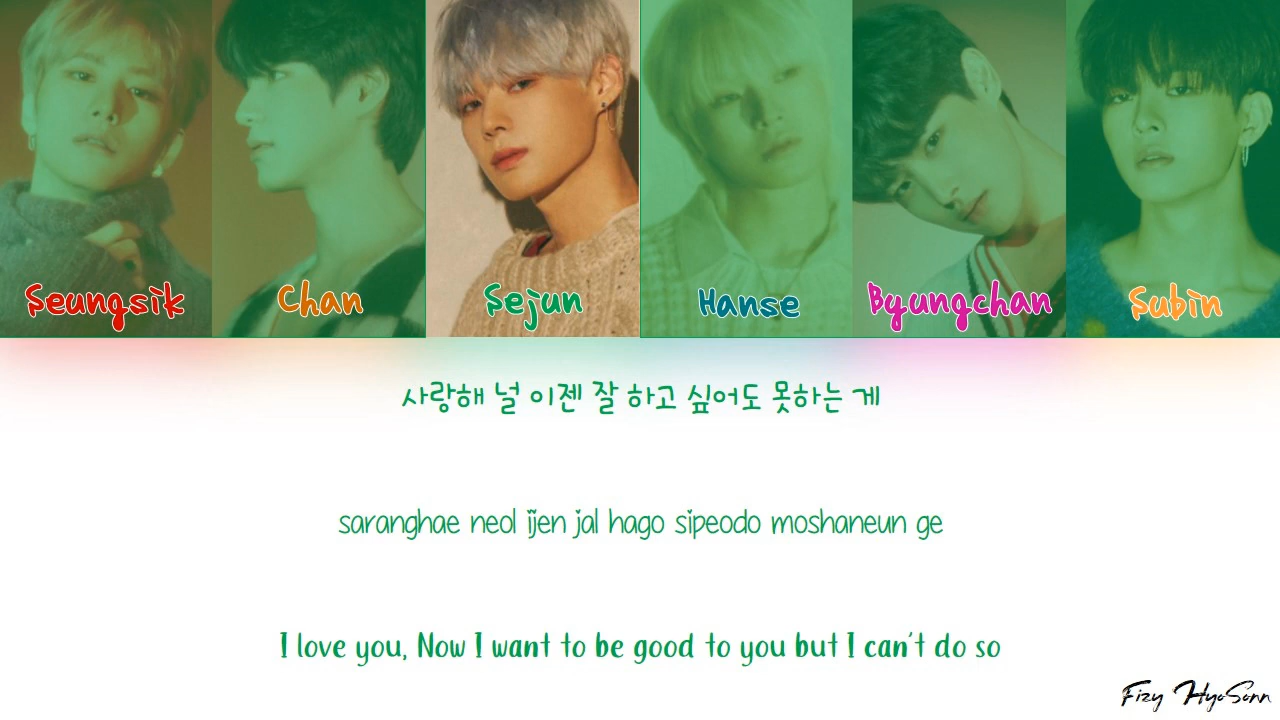 Seungsik Chan Sejun Hanse Byungchan Subin
사랑해 널 이젠 잘 하고 싶어도 못하는 게
saranghae neol ijen jal hago sipeodo moshaneun ge
I love you, Now I want to be good to you but I can't do so
Fizy HyoSonn